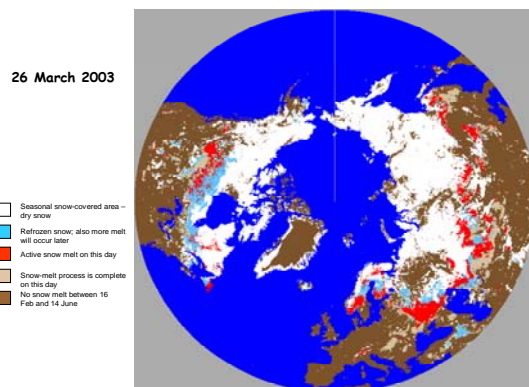 26 March 2003
Seasonal snow-covered area –
dry snow
Refrozen snow; also more melt
will occur later
Active snow melt on this day
Snow-melt process is complete
on this day
No snow melt between 16
Feb and 14 June